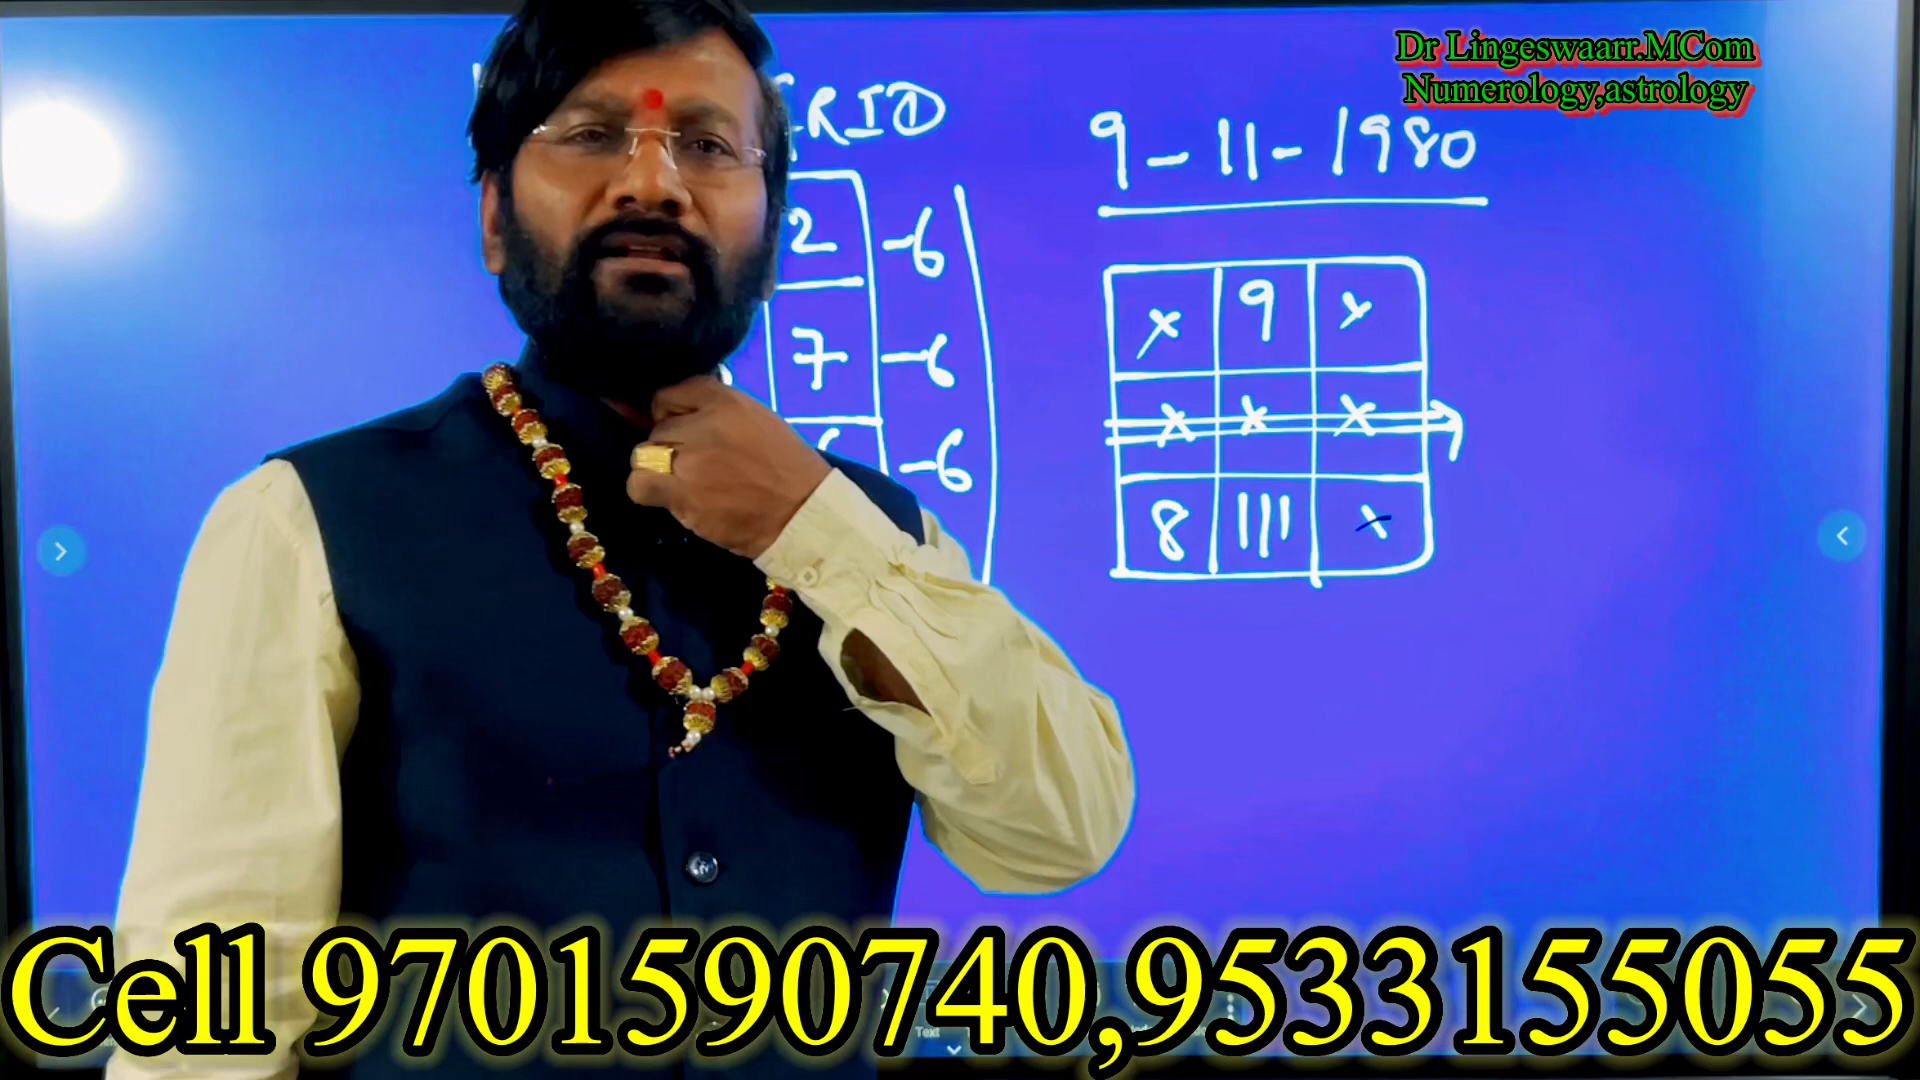 Dr Lingeswaarr.MCom
Numerology,astrology
RID
9-11-1980
2 -6
7 -6
-6
x 9 x
x x x
8 111 x
Text
Cell 9701590740,9533155055